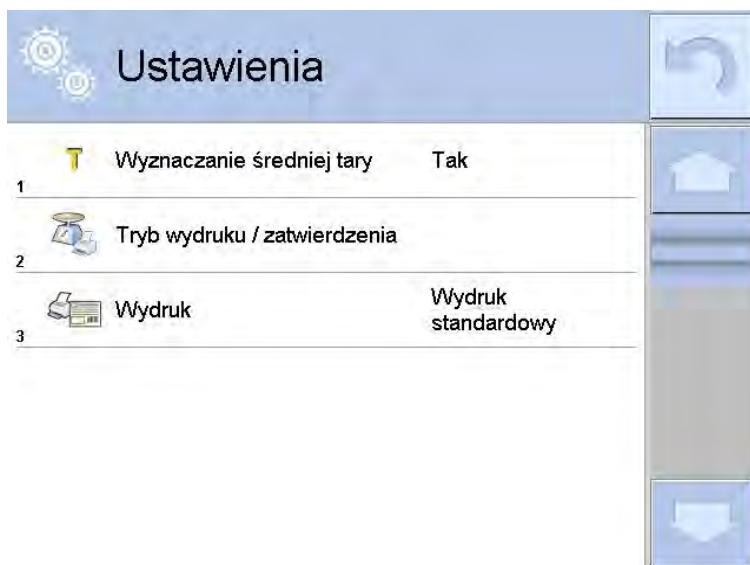 Ustawienia
T Wyznaczanie średniej tary Tak
1
Tryb wydruku / zatwierdzenia
2
Wydruk Wydruk
standardowy
3